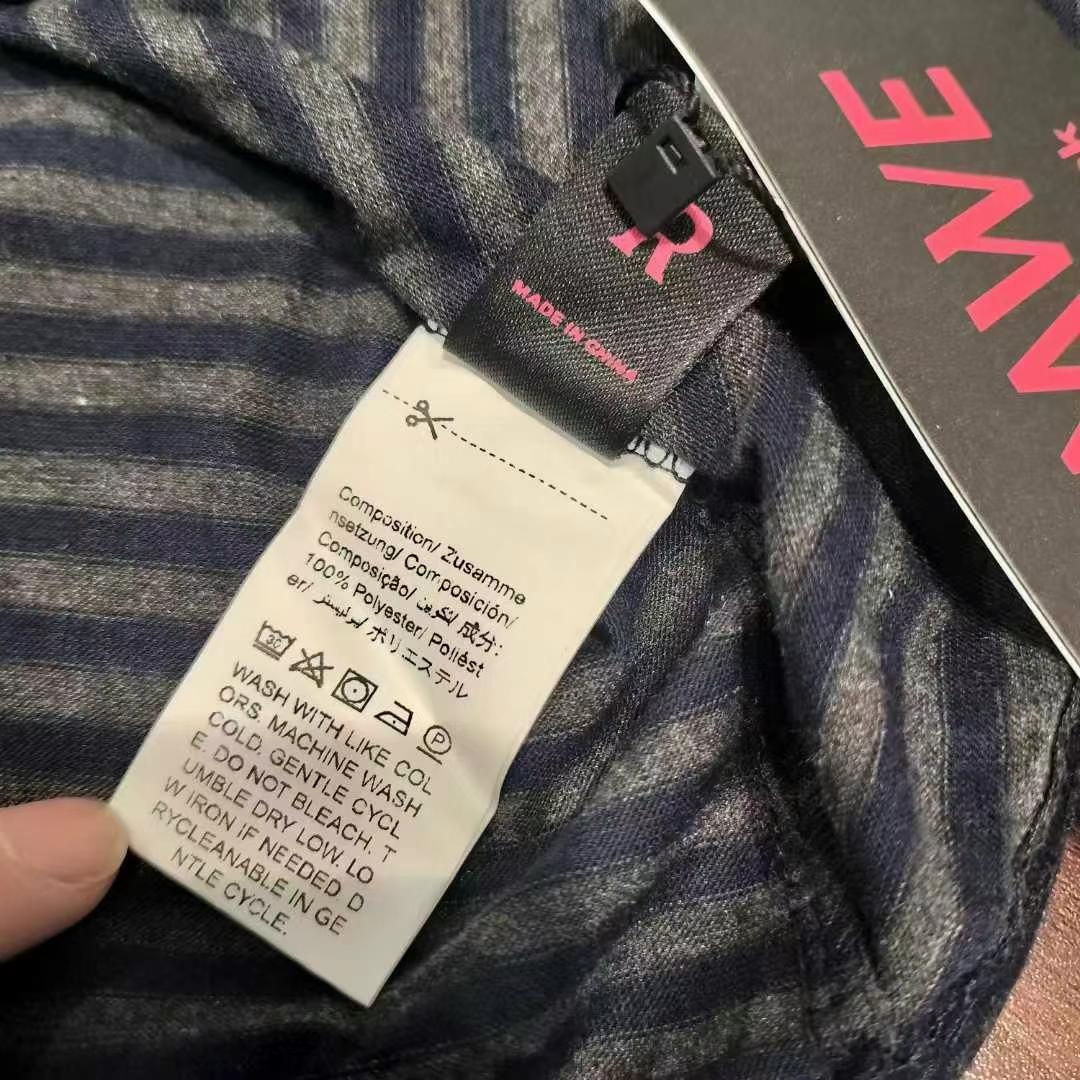 R
MADE IN CHINA
Composition/ Zusamme
nsetzung/ Composición/
Composição/ تكوين/ 成分:
100% Polyester/ Poliést
er/ بوليستر/ ポリエステル
30
P
WASH WITH LIKE COL
ORS. MACHINE WASH
COLD. GENTLE CYCL
E. DO NOT BLEACH. T
UMBLE DRY LOW. LO
W IRON IF NEEDED. D
RYCLEANABLE IN GE
NTLE CYCLE.